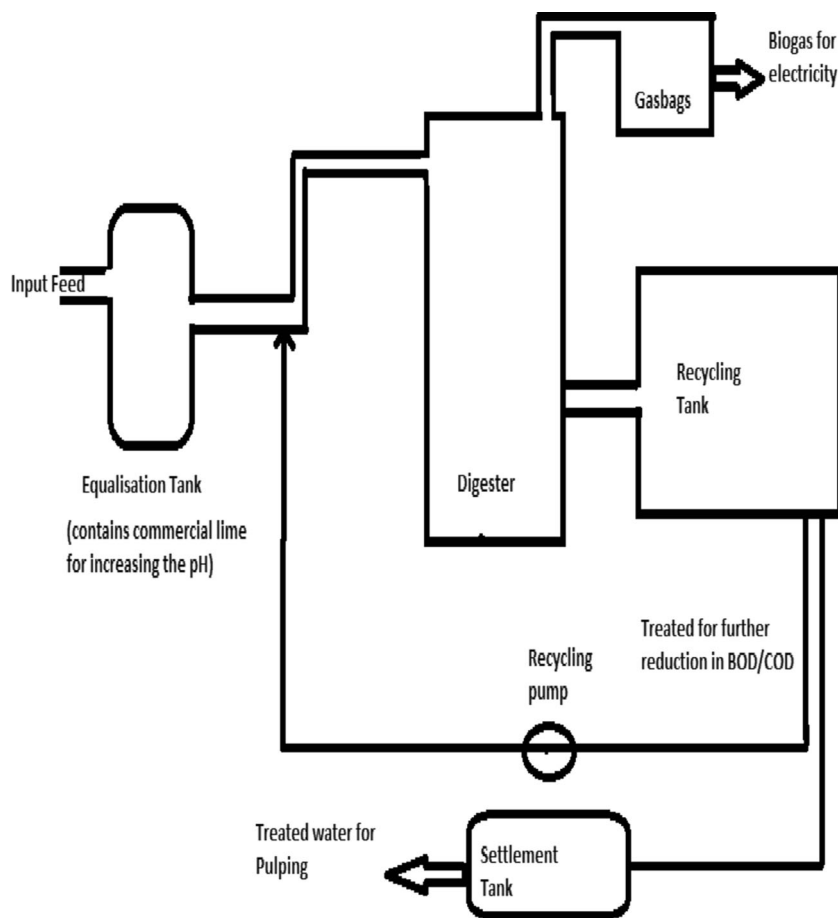 Biogas for
electricity
Gasbags
Input Feed
Recycling
Tank
Equalisation Tank
(contains commercial lime
for increasing the pH)
Digester
Treated for further
reduction in BOD/COD
Recycling
pump
Treated water for
Pulping
Settlement
Tank